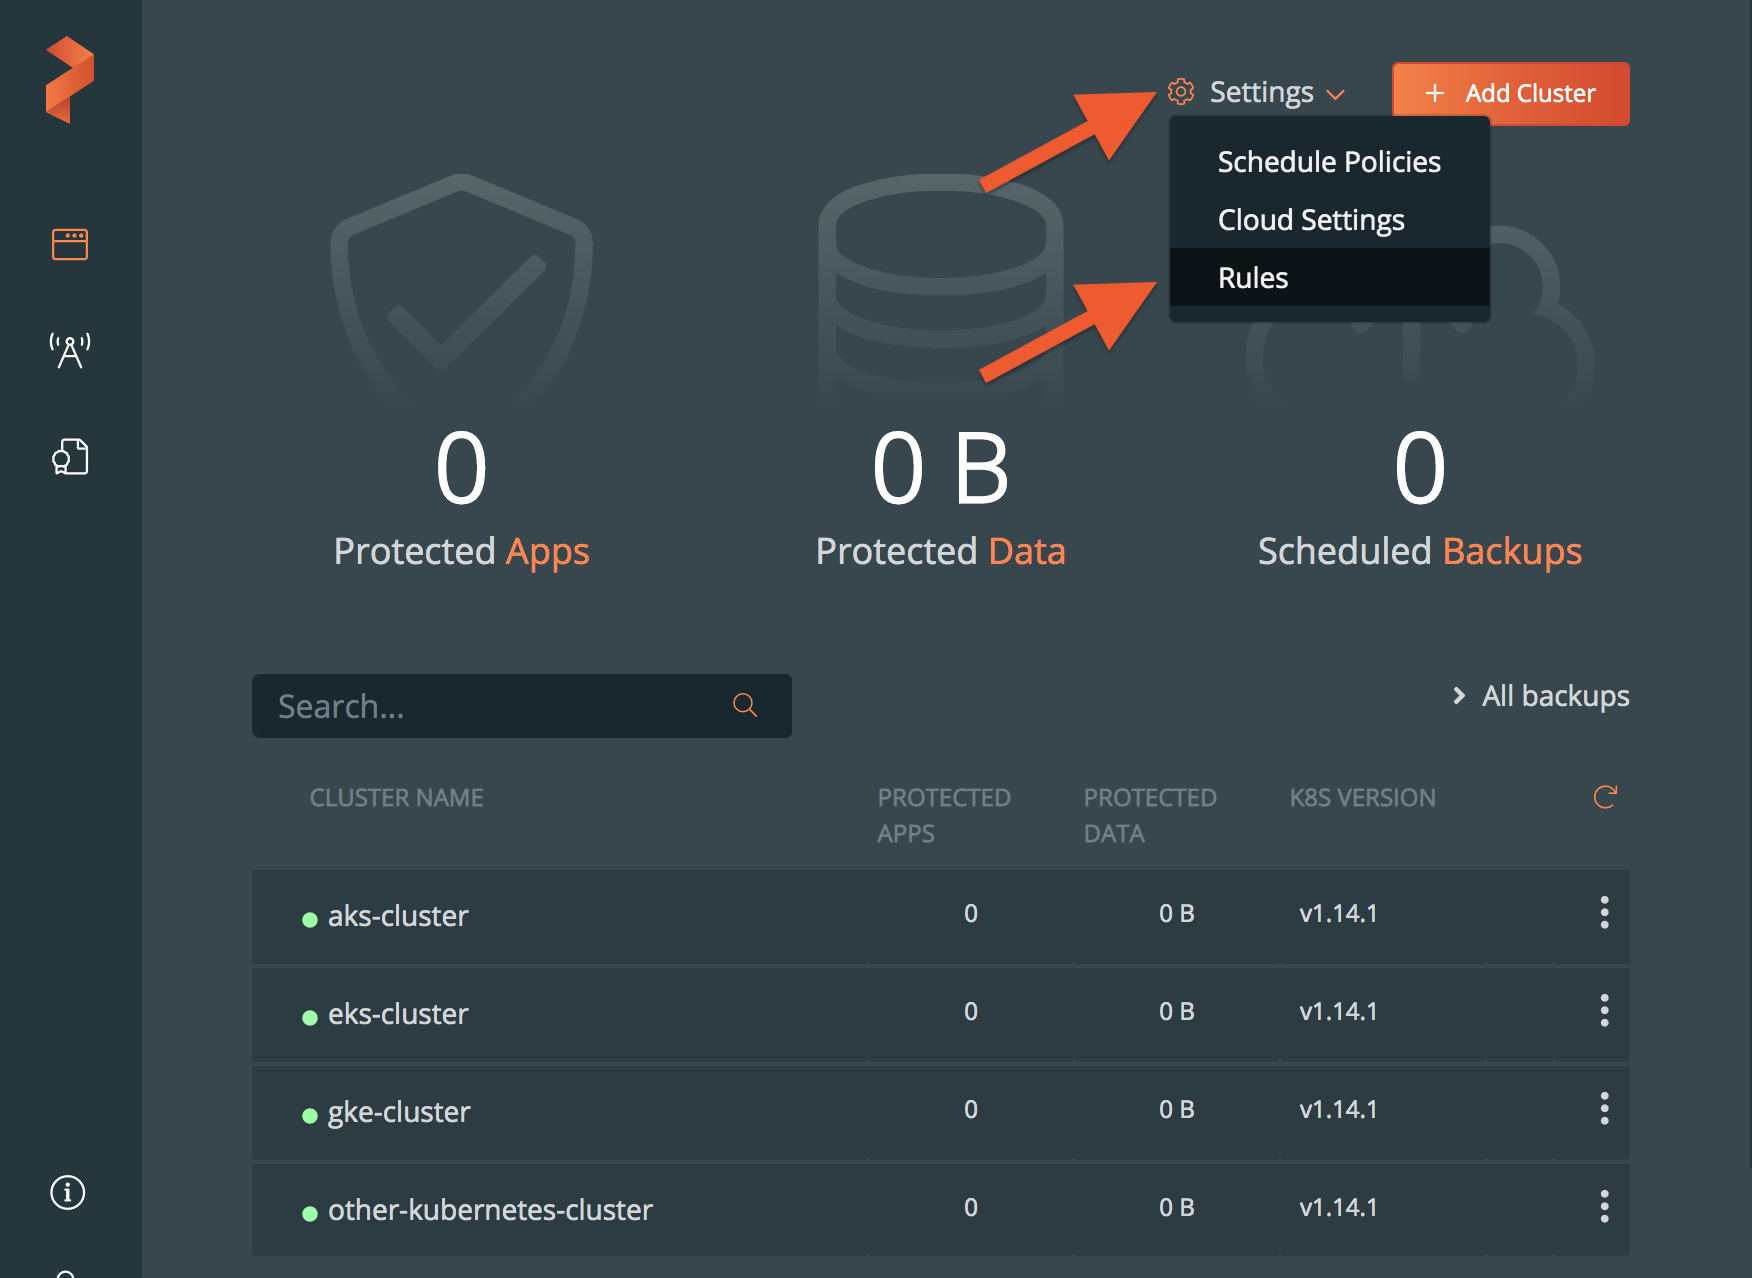 Settings
+ Add Cluster
Schedule Policies
Cloud Settings
Rules
0
Protected Apps
0 B
Protected Data
0
Scheduled Backups
Search...
All backups
CLUSTER NAME
PROTECTED APPS
PROTECTED DATA
K8S VERSION
aks-cluster 0 0 B v1.14.1
eks-cluster 0 0 B v1.14.1
gke-cluster 0 0 B v1.14.1
other-kubernetes-cluster 0 0 B v1.14.1